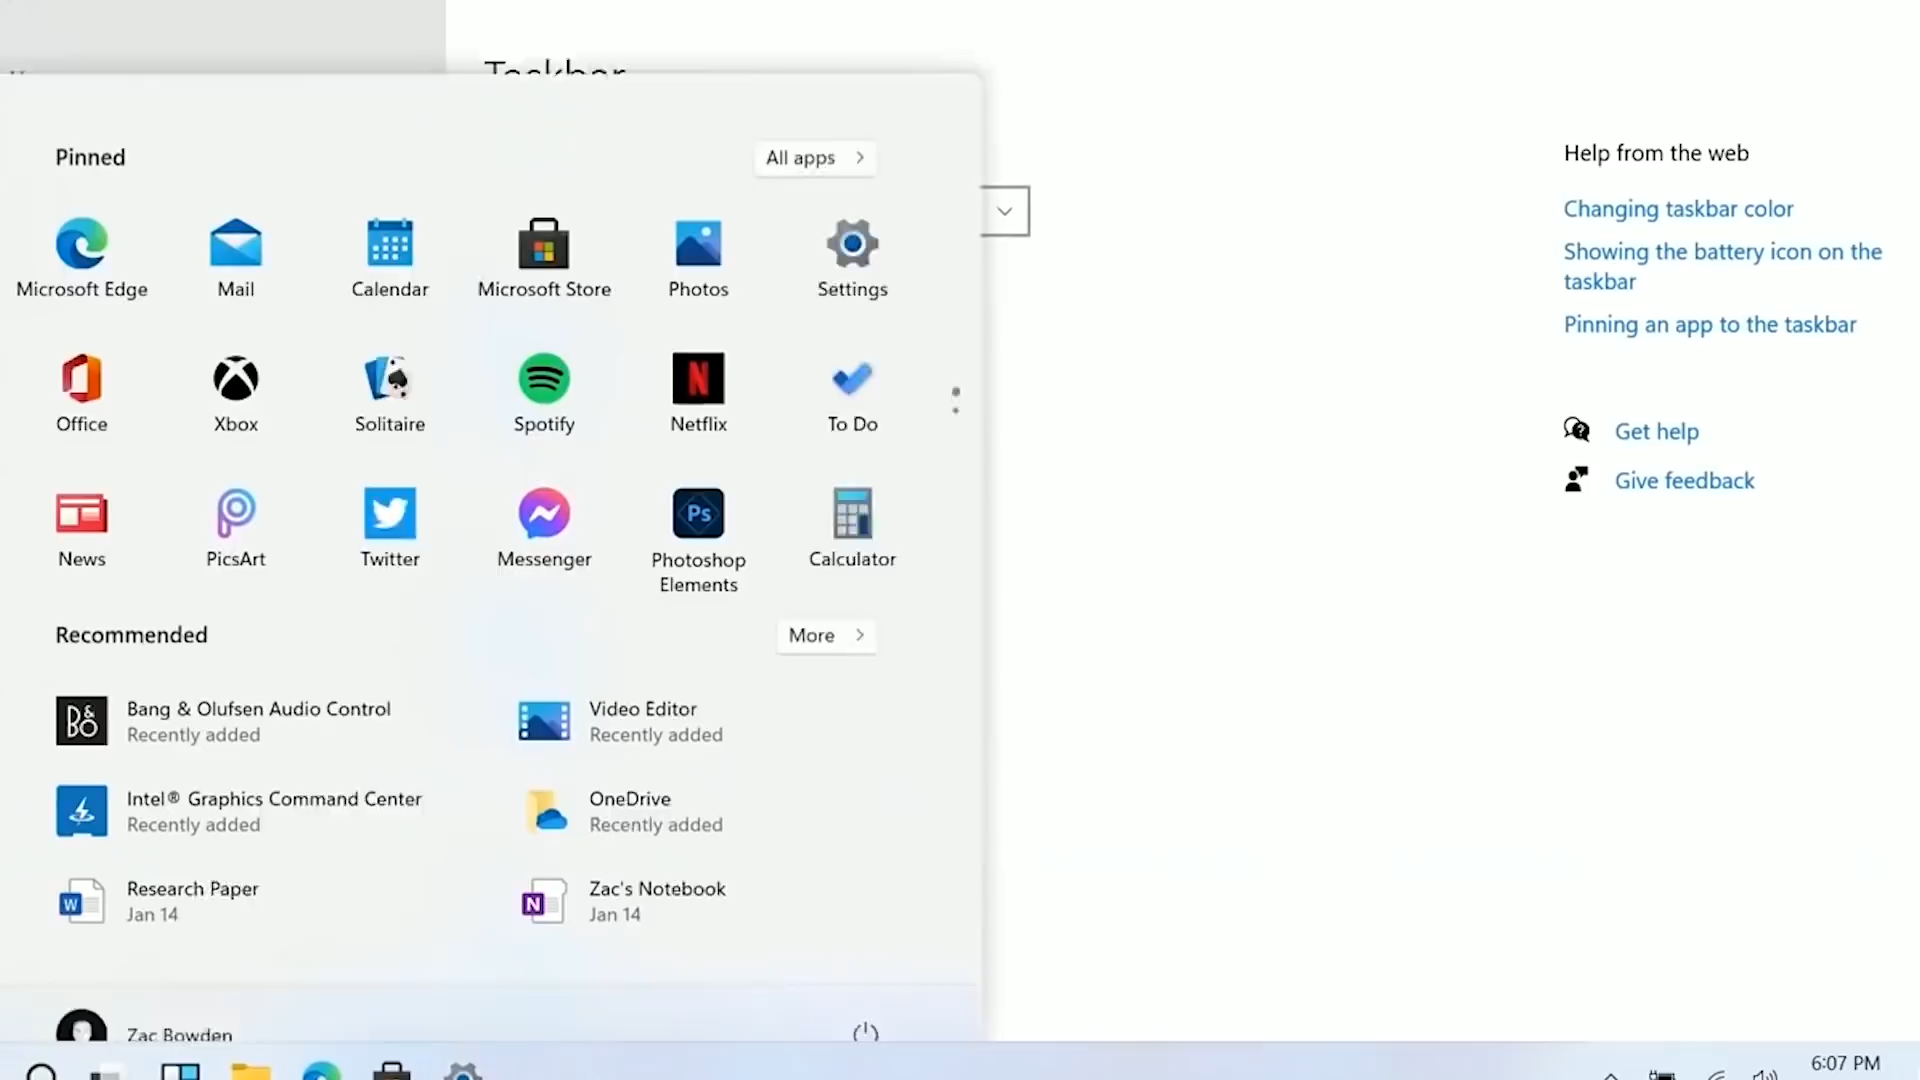 Taskbar
Pinned
All apps
Microsoft Edge
Mail
Calendar
Microsoft Store
Photos
Settings
Office
Xbox
Solitaire
Spotify
Netflix
To Do
News
PicsArt
Twitter
Messenger
Ps
Photoshop
Elements
Calculator
Recommended
More
B&O
Bang & Olufsen Audio Control
Recently added
Video Editor
Recently added
Intel® Graphics Command Center
Recently added
OneDrive
Recently added
W
Research Paper
Jan 14
N
Zac's Notebook
Jan 14
Zac Bowden
Help from the web
Changing taskbar color
Showing the battery icon on the
taskbar
Pinning an app to the taskbar
Get help
Give feedback
6:07 PM